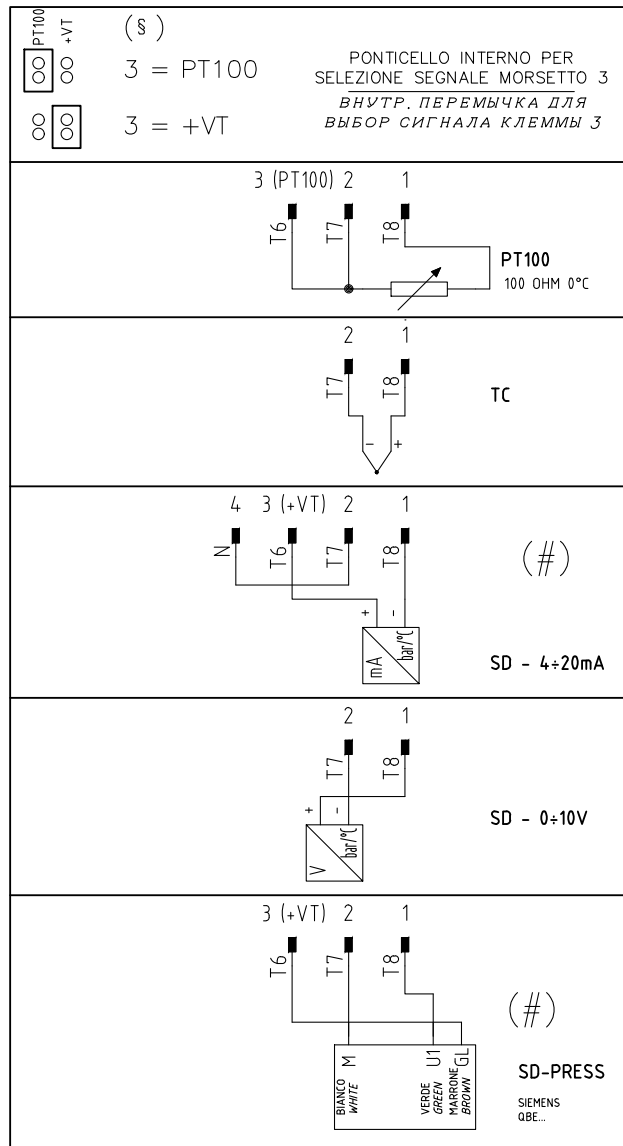 PT100
+VT
(§)
3 = PT100
3 = +VT
PONTICELLO INTERNO PER
SELEZIONE SEGNALE MORSETTO 3
ВНУТР. ПЕРЕМЫЧКА ДЛЯ
ВЫБОР СИГНАЛА КЛЕММЫ 3
3 (PT100) 2 1
T6 T7 T8
PT100
100 OHM 0°C
2 1
T7 T8
- +
TC
4 3 (+VT) 2 1
N T6 T7 T8
(#)
+ -
mA bar/°C
SD - 4÷20mA
2 1
T7 T8
+ -
V bar/°C
SD - 0÷10V
3 (+VT) 2 1
T6 T7 T8
(#)
M U1 GL
BIANCO
WHITE
VERDE
GREEN
MARRONE
BROWN
SD-PRESS
SIEMENS
QBE...